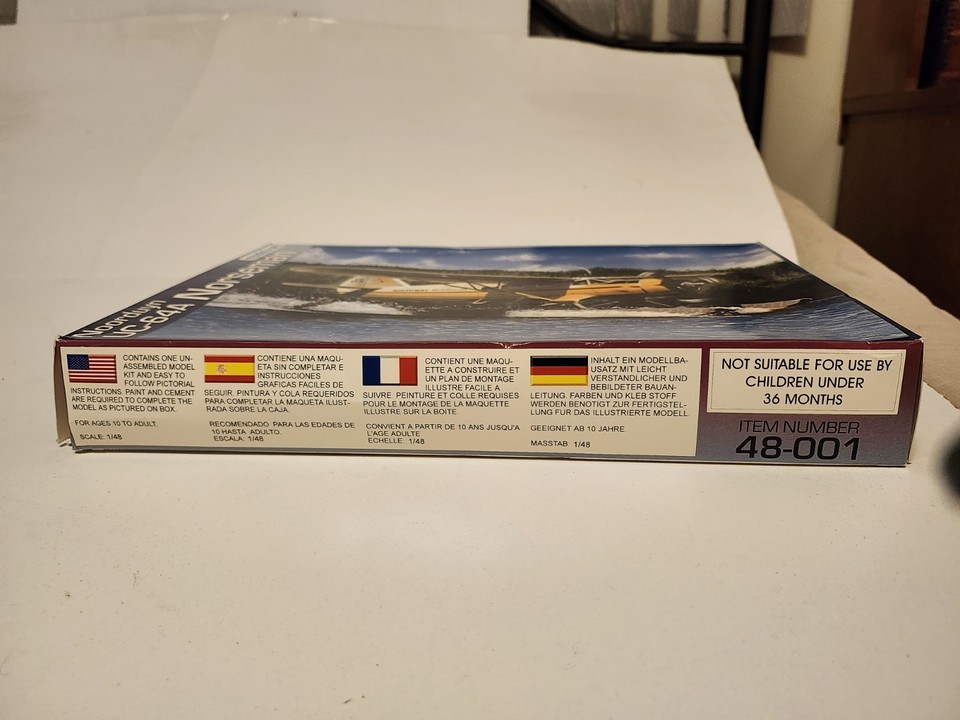 Noorduyn
UC-64A Norseman
CONTAINS ONE UN-
ASSEMBLED MODEL
KIT AND EASY TO
FOLLOW PICTORIAL
INSTRUCTIONS. PAINT AND CEMENT
ARE REQUIRED TO COMPLETE THE
MODEL AS PICTURED ON BOX.
FOR AGES 10 TO ADULT.
SCALE: 1/48
CONTIENE UNA MAQU-
ETA SIN COMPLETAR E
INSTRUCCIONES
GRAFICAS FACILES DE
SEGUIR. PINTURA Y COLA REQUERIDOS
PARA COMPLETAR LA MAQUETA ILUST-
RADA SOBRE LA CAJA.
RECOMENDADO PARA LAS EDADES DE
10 HASTA ADULTO.
ESCALA: 1/48
CONTIENT UNE MAQU-
ETTE A CONSTRUIRE ET
UN PLAN DE MONTAGE
ILLUSTRE FACILE A
SUIVRE. PEINTURE ET COLLE REQUISES
POUR LE MONTAGE DE LA MAQUETTE
ILLUSTRE SUR LA BOITE.
CONVIENT A PARTIR DE 10 ANS JUSQU'A
L'AGE ADULTE
ECHELLE: 1/48
INHALT EIN MODELLBA-
USATZ MIT LEICHT
VERSTANDLICHER UND
BEBILDETER BAUAN-
LEITUNG. FARBEN UND KLEB STOFF
WERDEN BENOTIGT ZUR FERTIGSTEL-
LUNG FUR DAS ILLUSTRIERTE MODELL.
GEEIGNET AB 10 JAHRE
MASSTAB 1/48
NOT SUITABLE FOR USE BY
CHILDREN UNDER
36 MONTHS
ITEM NUMBER
48-001